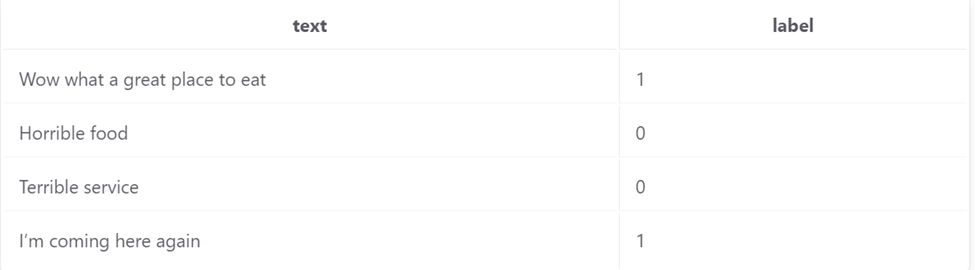 text label
Wow what a great place to eat 1
Horrible food 0
Terrible service 0
I’m coming here again 1